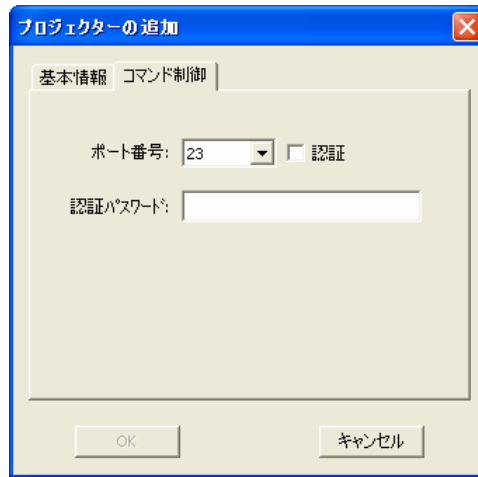 プロジェクターの追加
基本情報 コマンド制御
ポート番号: 23 認証
認証パスワード:
OK キャンセル